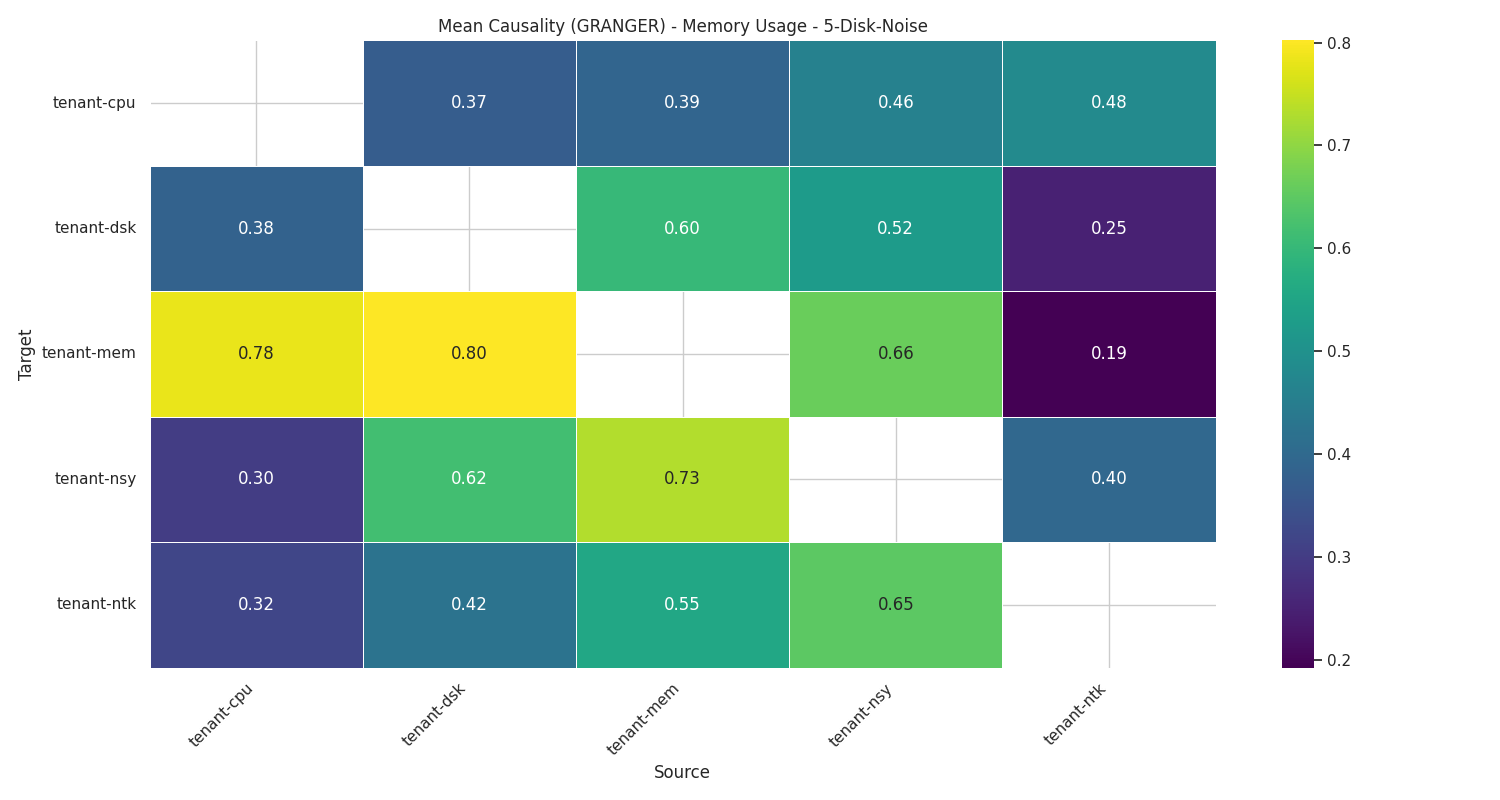 Mean Causality (GRANGER) - Memory Usage - 5-Disk-Noise
tenant-cpu 0.37 0.39 0.46 0.48
tenant-dsk 0.38 0.60 0.52 0.25
tenant-mem 0.78 0.80 0.66 0.19
tenant-nsy 0.30 0.62 0.73 0.40
tenant-ntk 0.32 0.42 0.55 0.65
Target
tenant-cpu tenant-dsk tenant-mem tenant-nsy tenant-ntk
Source
0.8
0.7
0.6
0.5
0.4
0.3
0.2